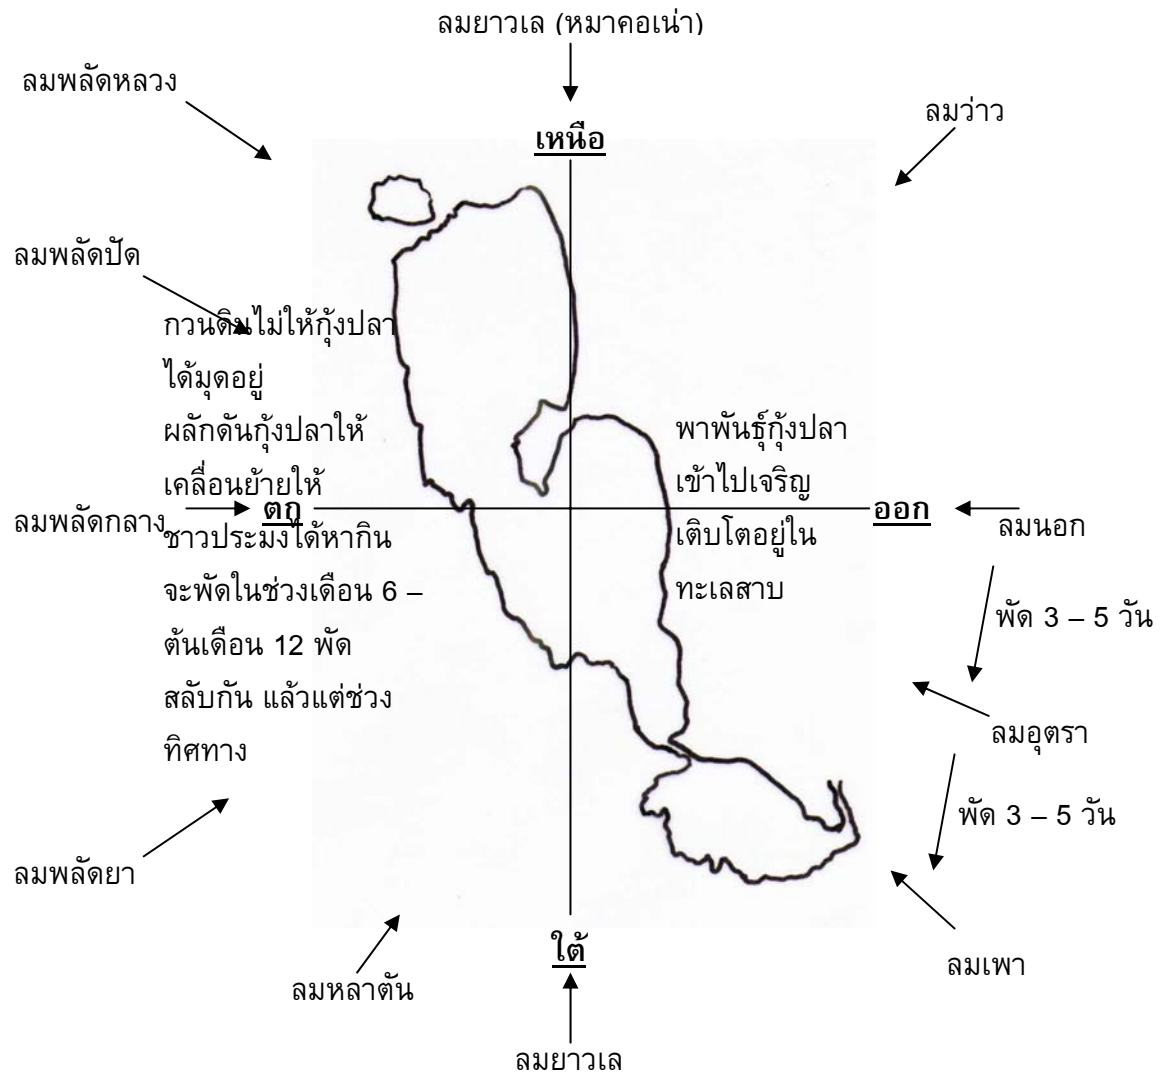 ลมยาวเล (หมาคอเน่า)
ลมพลัดหลวง
ลมว่าว
เหนือ
ลมพลัดปัด
กวนดินไม่ให้กุ้งปลา
ได้มุดอยู่
ผลักดันกุ้งปลาให้
เคลื่อนย้ายให้
ชาวประมงได้หากิน
จะพัดในช่วงเดือน 6 –
ต้นเดือน 12 พัด
สลับกัน แล้วแต่ช่วง
ทิศทาง
พาพันธุ์กุ้งปลา
เข้าไปเจริญ
เติบโตอยู่ใน
ทะเลสาบ
ลมพลัดกลาง
ตก
ออก
ลมนอก
พัด 3 – 5 วัน
ลมอุตรา
พัด 3 – 5 วัน
ลมพลัดยา
ลมเพา
ใต้
ลมหลาตัน
ลมยาวเล